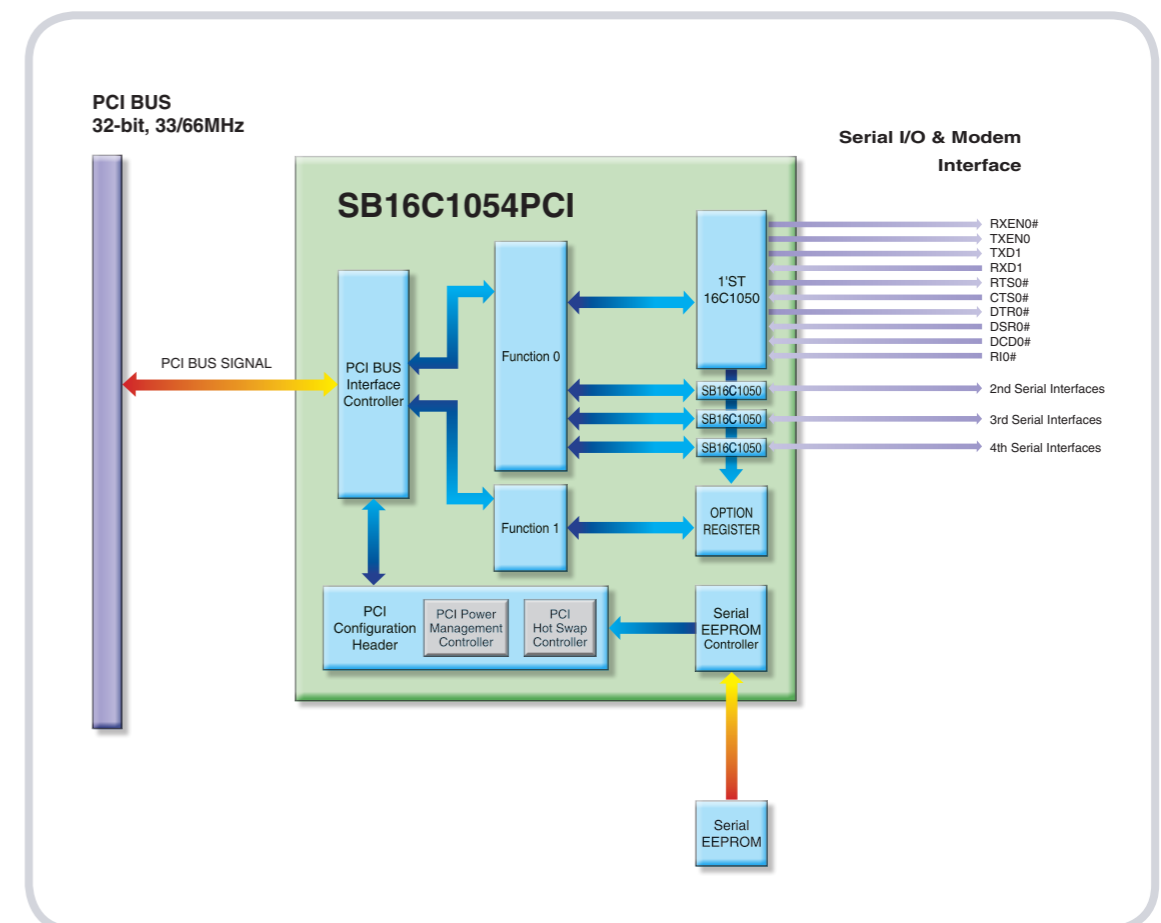 PCI BUS
32-bit, 33/66MHz
Serial I/O & Modem
Interface
SB16C1054PCI
RXEN0#
TXEN0
TXD1
RXD1
RTS0#
CTS0#
DTR0#
DSR0#
DCD0#
RI0#
1'ST
16C1050
PCI BUS SIGNAL
PCI BUS
Interface
Controller
Function 0
SB16C1050
2nd Serial Interfaces
SB16C1050
3rd Serial Interfaces
SB16C1050
4th Serial Interfaces
Function 1
OPTION
REGISTER
PCI
Configuration
Header
PCI Power
Management
Controller
PCI
Hot Swap
Controller
Serial
EEPROM
Controller
Serial
EEPROM